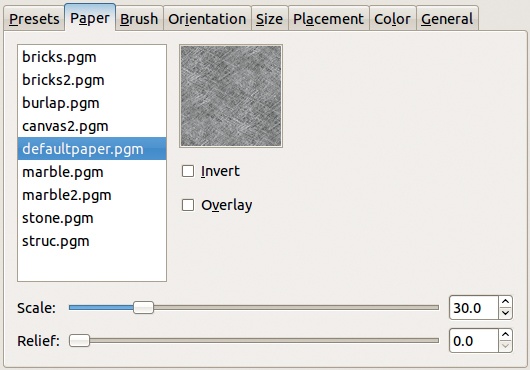 Presets Paper Brush Orientation Size Placement Color General
bricks.pgm
bricks2.pgm
burlap.pgm
canvas2.pgm
defaultpaper.pgm
marble.pgm
marble2.pgm
stone.pgm
struc.pgm
Invert
Overlay
Scale: 30.0
Relief: 0.0